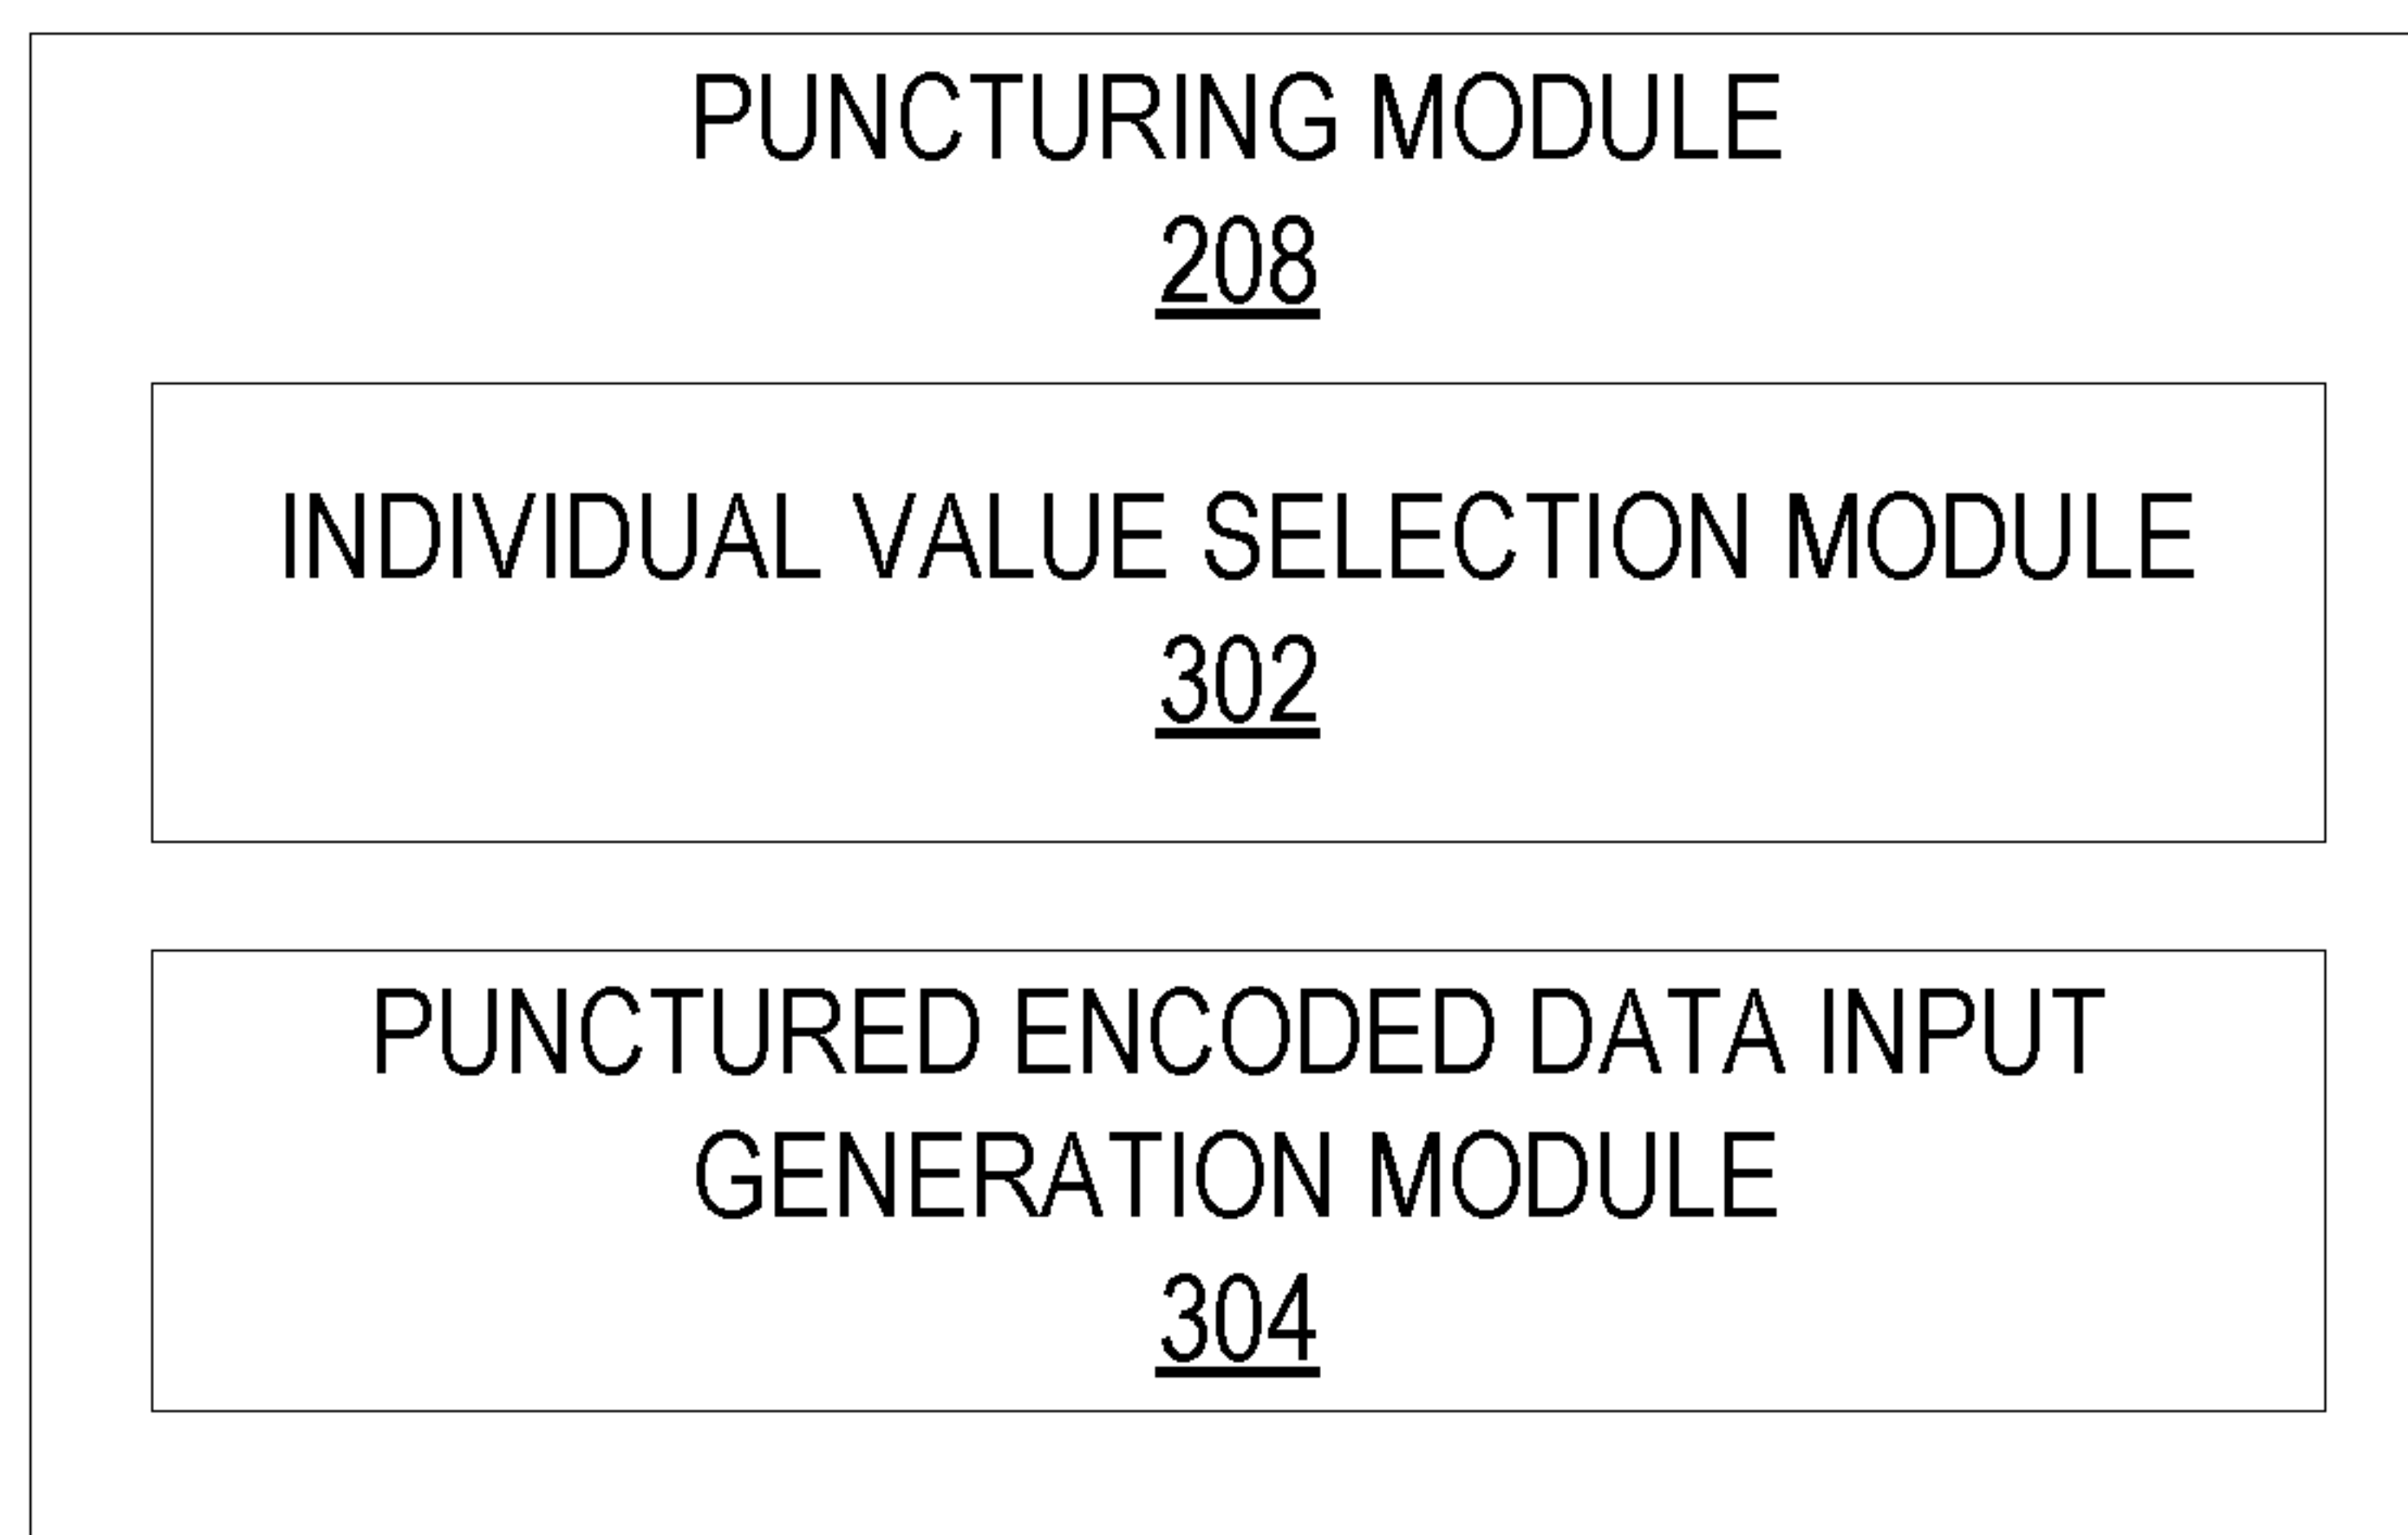 PUNCTURING MODULE
208
INDIVIDUAL VALUE SELECTION MODULE
302
PUNCTURED ENCODED DATA INPUT
GENERATION MODULE
304